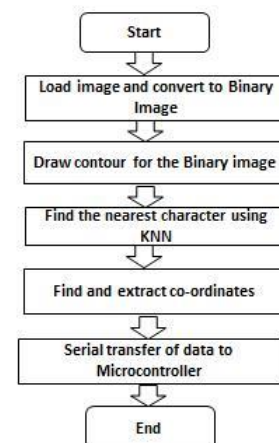 Start
Load image and convert to Binary
Image
Draw contour for the Binary image
Find the nearest character using
KNN
Find and extract co-ordinates
Serial transfer of data to
Microcontroller
End